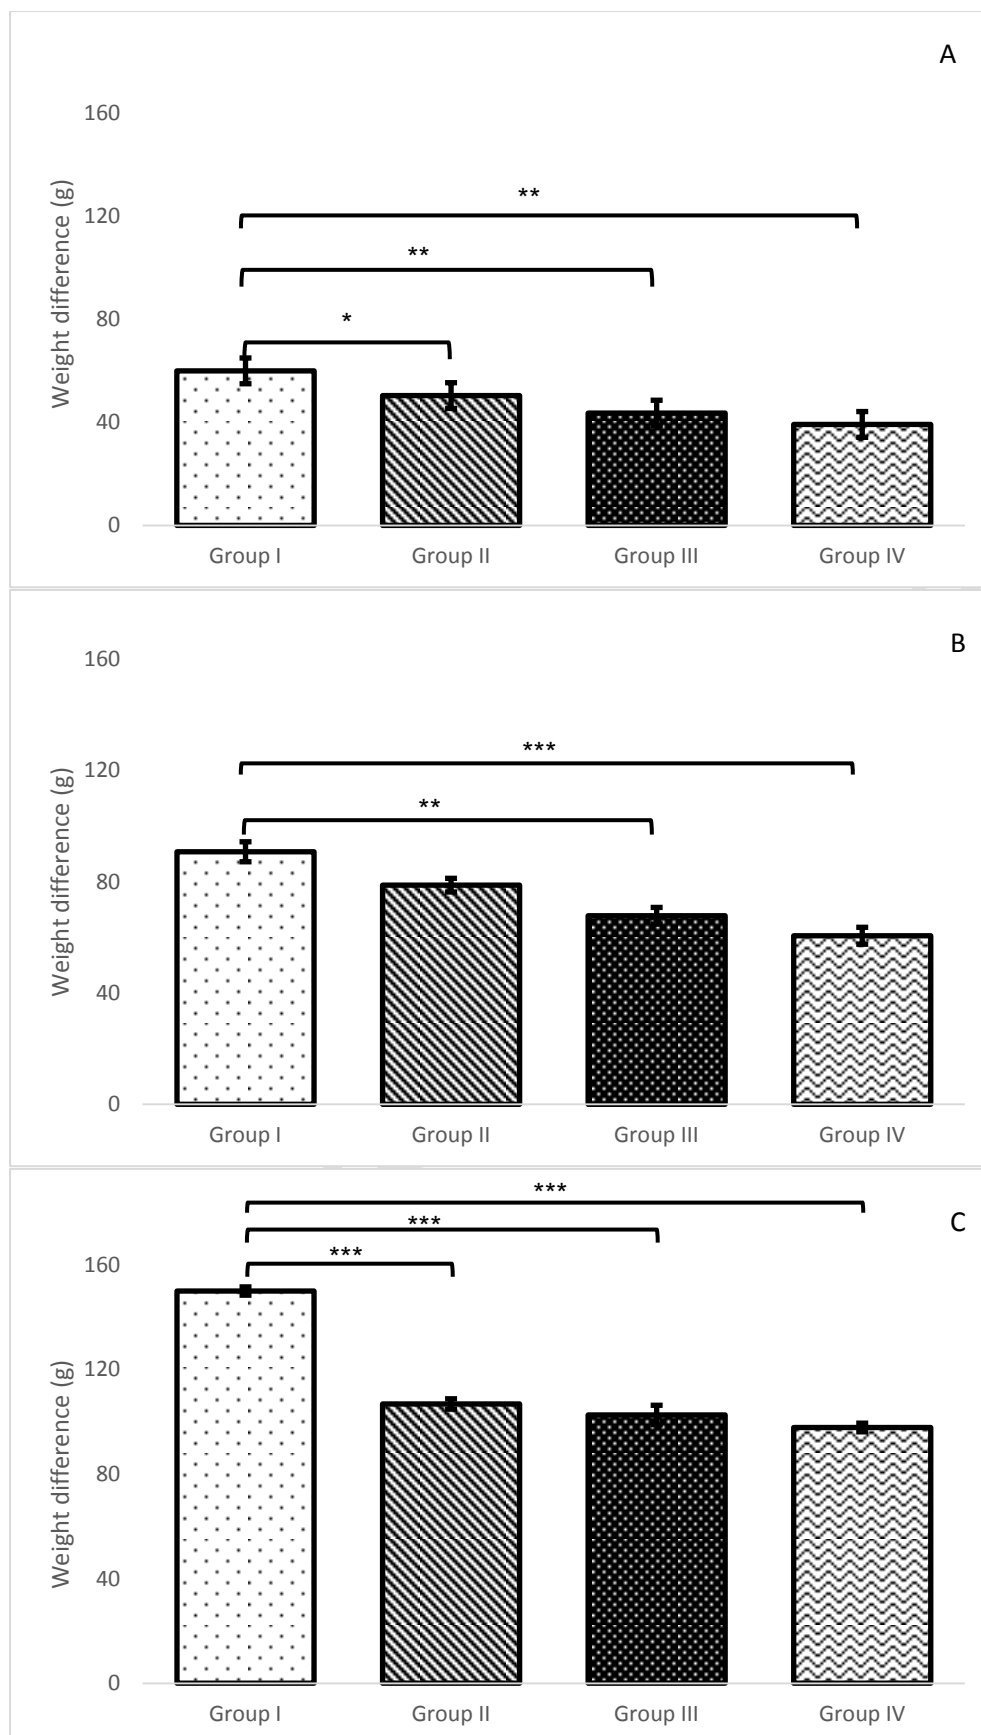 A
160
**
120
**
80
*
40
0
Weight difference (g)
Group I Group II Group III Group IV
B
160
***
120
**
80
40
0
Weight difference (g)
Group I Group II Group III Group IV
***
C
***
***
160
120
80
40
0
Weight difference (g)
Group I Group II Group III Group IV